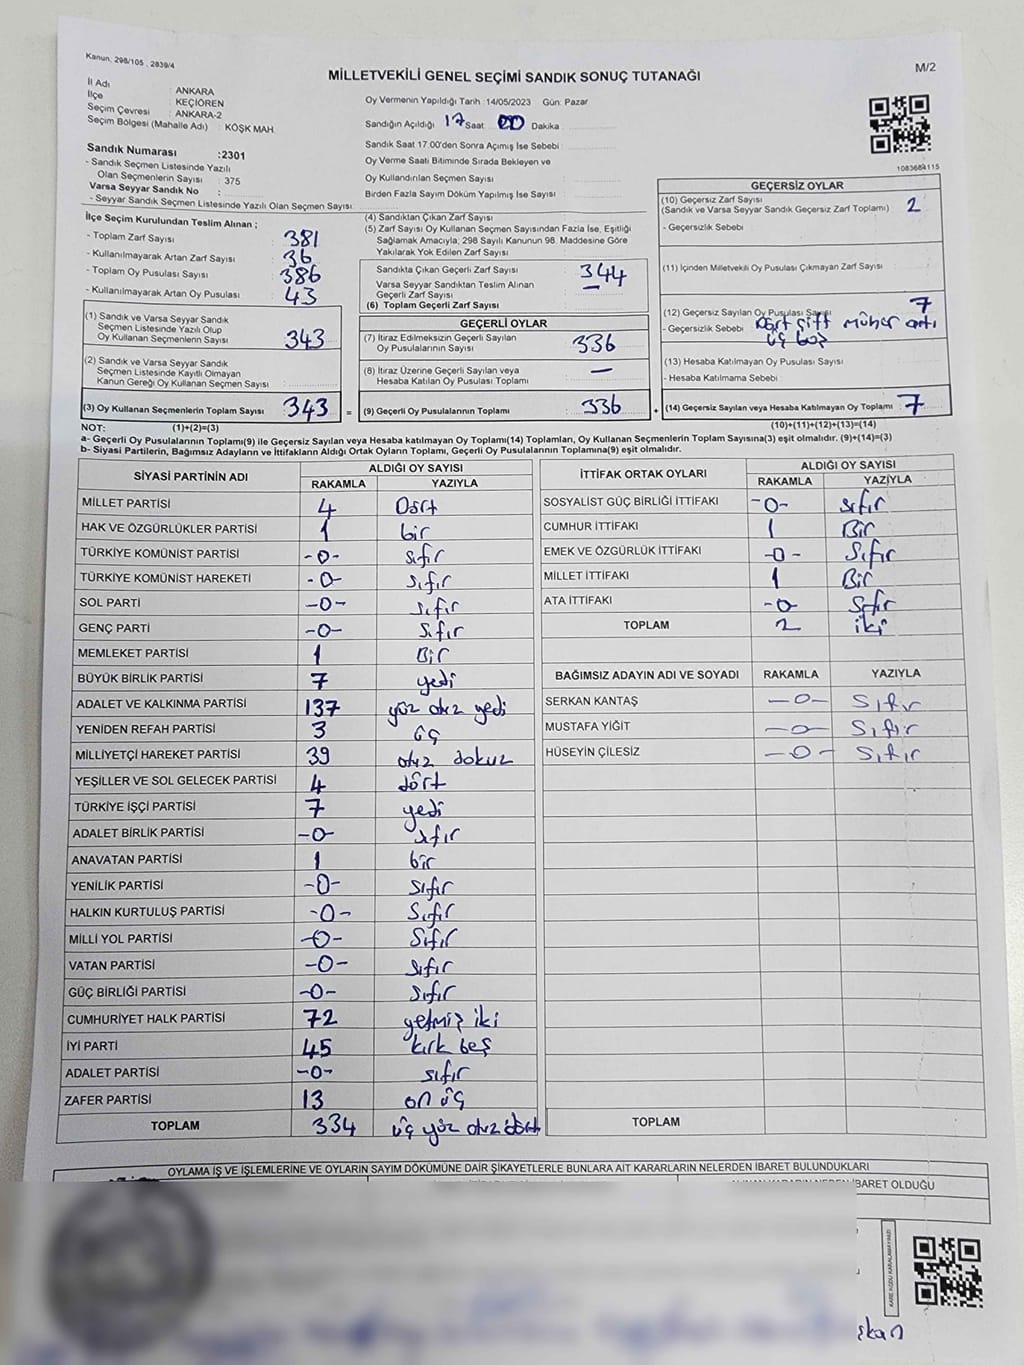 Kanun, 298/105 , 2839/4
MİLLETVEKİLİ GENEL SEÇİMİ SANDIK SONUÇ TUTANAĞI
M/2
İl Adı : ANKARA
İlçe : KEÇİÖREN
Seçim Çevresi : ANKARA-2
Seçim Bölgesi (Mahalle Adı) : KÖŞK MAH.
Sandık Numarası :2301
- Sandık Seçmen Listesinde Yazılı
Olan Seçmenlerin Sayısı : 375
Varsa Seyyar Sandık No :
- Seyyar Sandık Seçmen Listesinde Yazılı Olan Seçmen Sayısı:
Oy Vermenin Yapıldığı Tarih :14/05/2023 Gün: Pazar
Sandığın Açıldığı 17 Saat 00 Dakika
Sandık Saat 17.00'den Sonra Açımış İse Sebebi :
Oy Verme Saati Bitiminde Sırada Bekleyen ve
Oy Kullandırılan Seçmen Sayısı :
Birden Fazla Sayım Döküm Yapılmış İse Sayısı :
1083684115
İlçe Seçim Kurulundan Teslim Alınan ;
- Toplam Zarf Sayısı : 381
- Kullanılmayarak Artan Zarf Sayısı : 36
- Toplam Oy Pusulası Sayısı : 386
- Kullanılmayarak Artan Oy Pusulası : 43
(1) Sandık ve Varsa Seyyar Sandık
Seçmen Listesinde Yazılı Olup
Oy Kullanan Seçmenlerin Sayısı : 343
(2) Sandık ve Varsa Seyyar Sandık
Seçmen Listesinde Kayıtlı Olmayan
Kanun Gereği Oy Kullanan Seçmen Sayısı :
(3) Oy Kullanan Seçmenlerin Toplam Sayısı : 343 =
(4) Sandıktan Çıkan Zarf Sayısı :
(5) Zarf Sayısı Oy Kullanan Seçmen Sayısından Fazla İse, Eşitliği
Sağlamak Amacıyla; 298 Sayılı Kanunun 98. Maddesine Göre
Yakılarak Yok Edilen Zarf Sayısı :
Sandıkta Çıkan Geçerli Zarf Sayısı : 344
Varsa Seyyar Sandıktan Teslim Alınan
Geçerli Zarf Sayısı : —
(6) Toplam Geçerli Zarf Sayısı :
GEÇERLİ OYLAR
(7) İtiraz Edilmeksizin Geçerli Sayılan
Oy Pusulalarının Sayısı : 336
(8) İtiraz Üzerine Geçerli Sayılan veya
Hesaba Katılan Oy Pusulası Toplamı : —
(9) Geçerli Oy Pusulalarının Toplamı : 336 +
GEÇERSİZ OYLAR
(10) Geçersiz Zarf Sayısı
(Sandık ve Varsa Seyyar Sandık Geçersiz Zarf Toplamı) : 2
- Geçersizlik Sebebi :
(11) İçinden Milletvekili Oy Pusulası Çıkmayan Zarf Sayısı :
(12) Geçersiz Sayılan Oy Pusulası Sayısı : 7
- Geçersizlik Sebebi : Dört çift mühür
üç boş
(13) Hesaba Katılmayan Oy Pusulası Sayısı :
- Hesaba Katılmama Sebebi :
(14) Geçersiz Sayılan veya Hesaba Katılmayan Oy Toplamı : 7
NOT: (1)+(2)=(3) (10)+(11)+(12)+(13)=(14)
a- Geçerli Oy Pusulalarının Toplamı(9) ile Geçersiz Sayılan veya Hesaba katılmayan Oy Toplamı(14) Toplamları, Oy Kullanan Seçmenlerin Toplam Sayısına(3) eşit olmalıdır. (9)+(14)=(3)
b- Siyasi Partilerin, Bağımsız Adayların ve İttifakların Aldığı Ortak Oyların Toplamı, Geçerli Oy Pusulalarının Toplamına(9) eşit olmalıdır.
SİYASİ PARTİNİN ADI ALDIĞI OY SAYISI
RAKAMLA YAZIYLA
MİLLET PARTİSİ 4 Dört
HAK VE ÖZGÜRLÜKLER PARTİSİ 1 bir
TÜRKİYE KOMÜNİST PARTİSİ -0- sıfır
TÜRKİYE KOMÜNİST HAREKETİ -0- sıfır
SOL PARTİ -0- sıfır
GENÇ PARTİ -0- sıfır
MEMLEKET PARTİSİ 1 Bir
BÜYÜK BİRLİK PARTİSİ 7 yedi
ADALET VE KALKINMA PARTİSİ 137 yüz otuz yedi
YENİDEN REFAH PARTİSİ 3 üç
MİLLİYETÇİ HAREKET PARTİSİ 39 otuz dokuz
YEŞİLLER VE SOL GELECEK PARTİSİ 4 dört
TÜRKİYE İŞÇİ PARTİSİ 7 yedi
ADALET BİRLİK PARTİSİ -0- sıfır
ANAVATAN PARTİSİ 1 bir
YENİLİK PARTİSİ -0- sıfır
HALKIN KURTULUŞ PARTİSİ -0- Sıfır
MİLLİ YOL PARTİSİ -0- Sıfır
VATAN PARTİSİ -0- sıfır
GÜÇ BİRLİĞİ PARTİSİ -0- sıfır
CUMHURİYET HALK PARTİSİ 72 yetmiş iki
İYİ PARTİ 45 kırk beş
ADALET PARTİSİ -0- sıfır
ZAFER PARTİSİ 13 on üç
TOPLAM 334 üç yüz otuz dört
İTTİFAK ORTAK OYLARI ALDIĞI OY SAYISI
RAKAMLA YAZIYLA
SOSYALİST GÜÇ BİRLİĞİ İTTİFAKI -0- sıfır
CUMHUR İTTİFAKI 1 Bir
EMEK VE ÖZGÜRLÜK İTTİFAKI -0- Sıfır
MİLLET İTTİFAKI 1 Bir
ATA İTTİFAKI -0- Sıfır
TOPLAM 2 iki
BAĞIMSIZ ADAYIN ADI VE SOYADI RAKAMLA YAZIYLA
SERKAN KANTAŞ -0- Sıfır
MUSTAFA YİĞİT -0- Sıfır
HÜSEYİN ÇİLESİZ -0- Sıfır
TOPLAM
OYLAMA İŞ VE İŞLEMLERİNE VE OYLARIN SAYIM DÖKÜMÜNE DAİR ŞİKAYETLERLE BUNLARA AİT KARARLARIN NELERDEN İBARET BULUNDUKLARI
İBARET OLDUĞU
KARE KODU KARALAMAYINIZ!